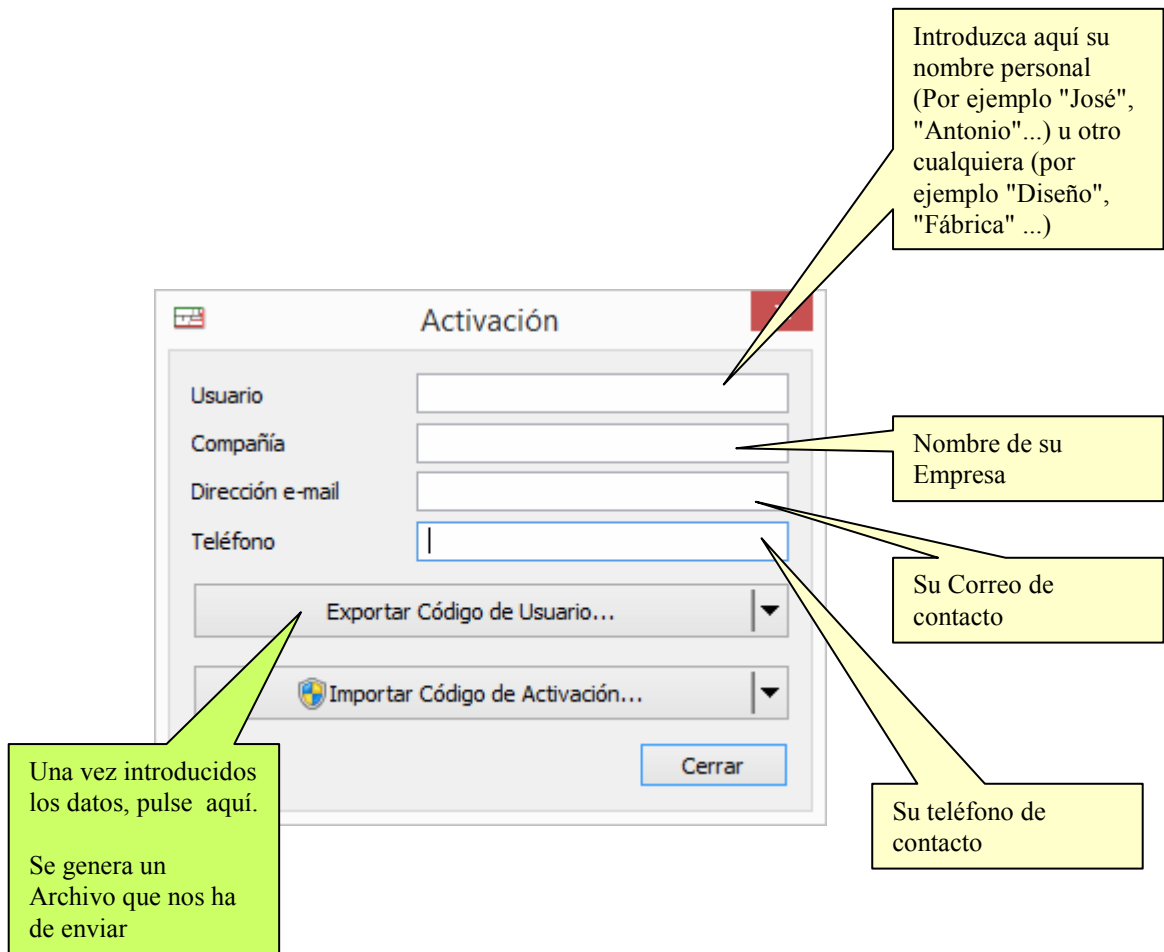 Introduzca aquí su
nombre personal
(Por ejemplo "José",
"Antonio"...) u otro
cualquiera (por
ejemplo "Diseño",
"Fábrica" ...)
Activación
Usuario
Compañía
Nombre de su
Empresa
Dirección e-mail
Teléfono
Su Correo de
contacto
Exportar Código de Usuario...
Importar Código de Activación...
Cerrar
Una vez introducidos
los datos, pulse aquí.
Se genera un
Archivo que nos ha
de enviar
Su teléfono de
contacto